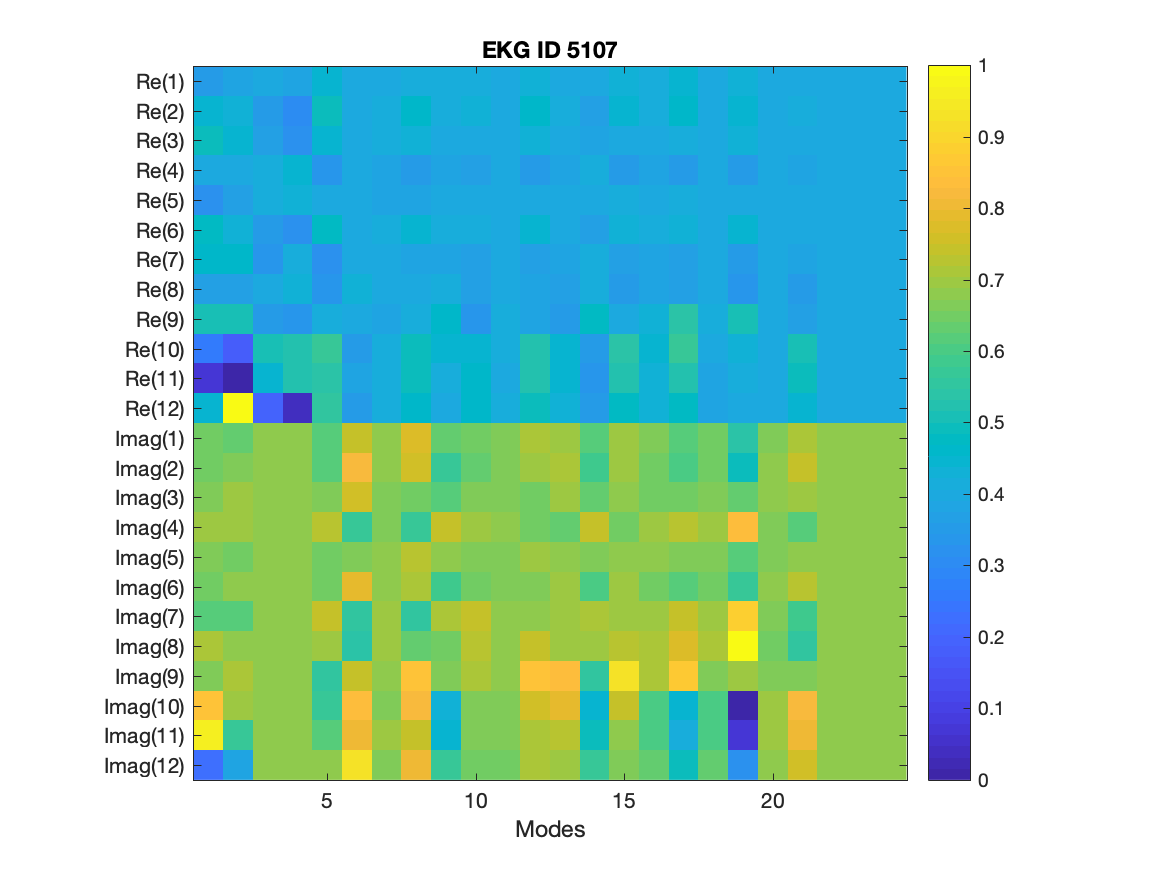 EKG ID 5107
Re(1)
Re(2)
Re(3)
Re(4)
Re(5)
Re(6)
Re(7)
Re(8)
Re(9)
Re(10)
Re(11)
Re(12)
Imag(1)
Imag(2)
Imag(3)
Imag(4)
Imag(5)
Imag(6)
Imag(7)
Imag(8)
Imag(9)
Imag(10)
Imag(11)
Imag(12)
5 10 15 20
Modes
1
0.9
0.8
0.7
0.6
0.5
0.4
0.3
0.2
0.1
0